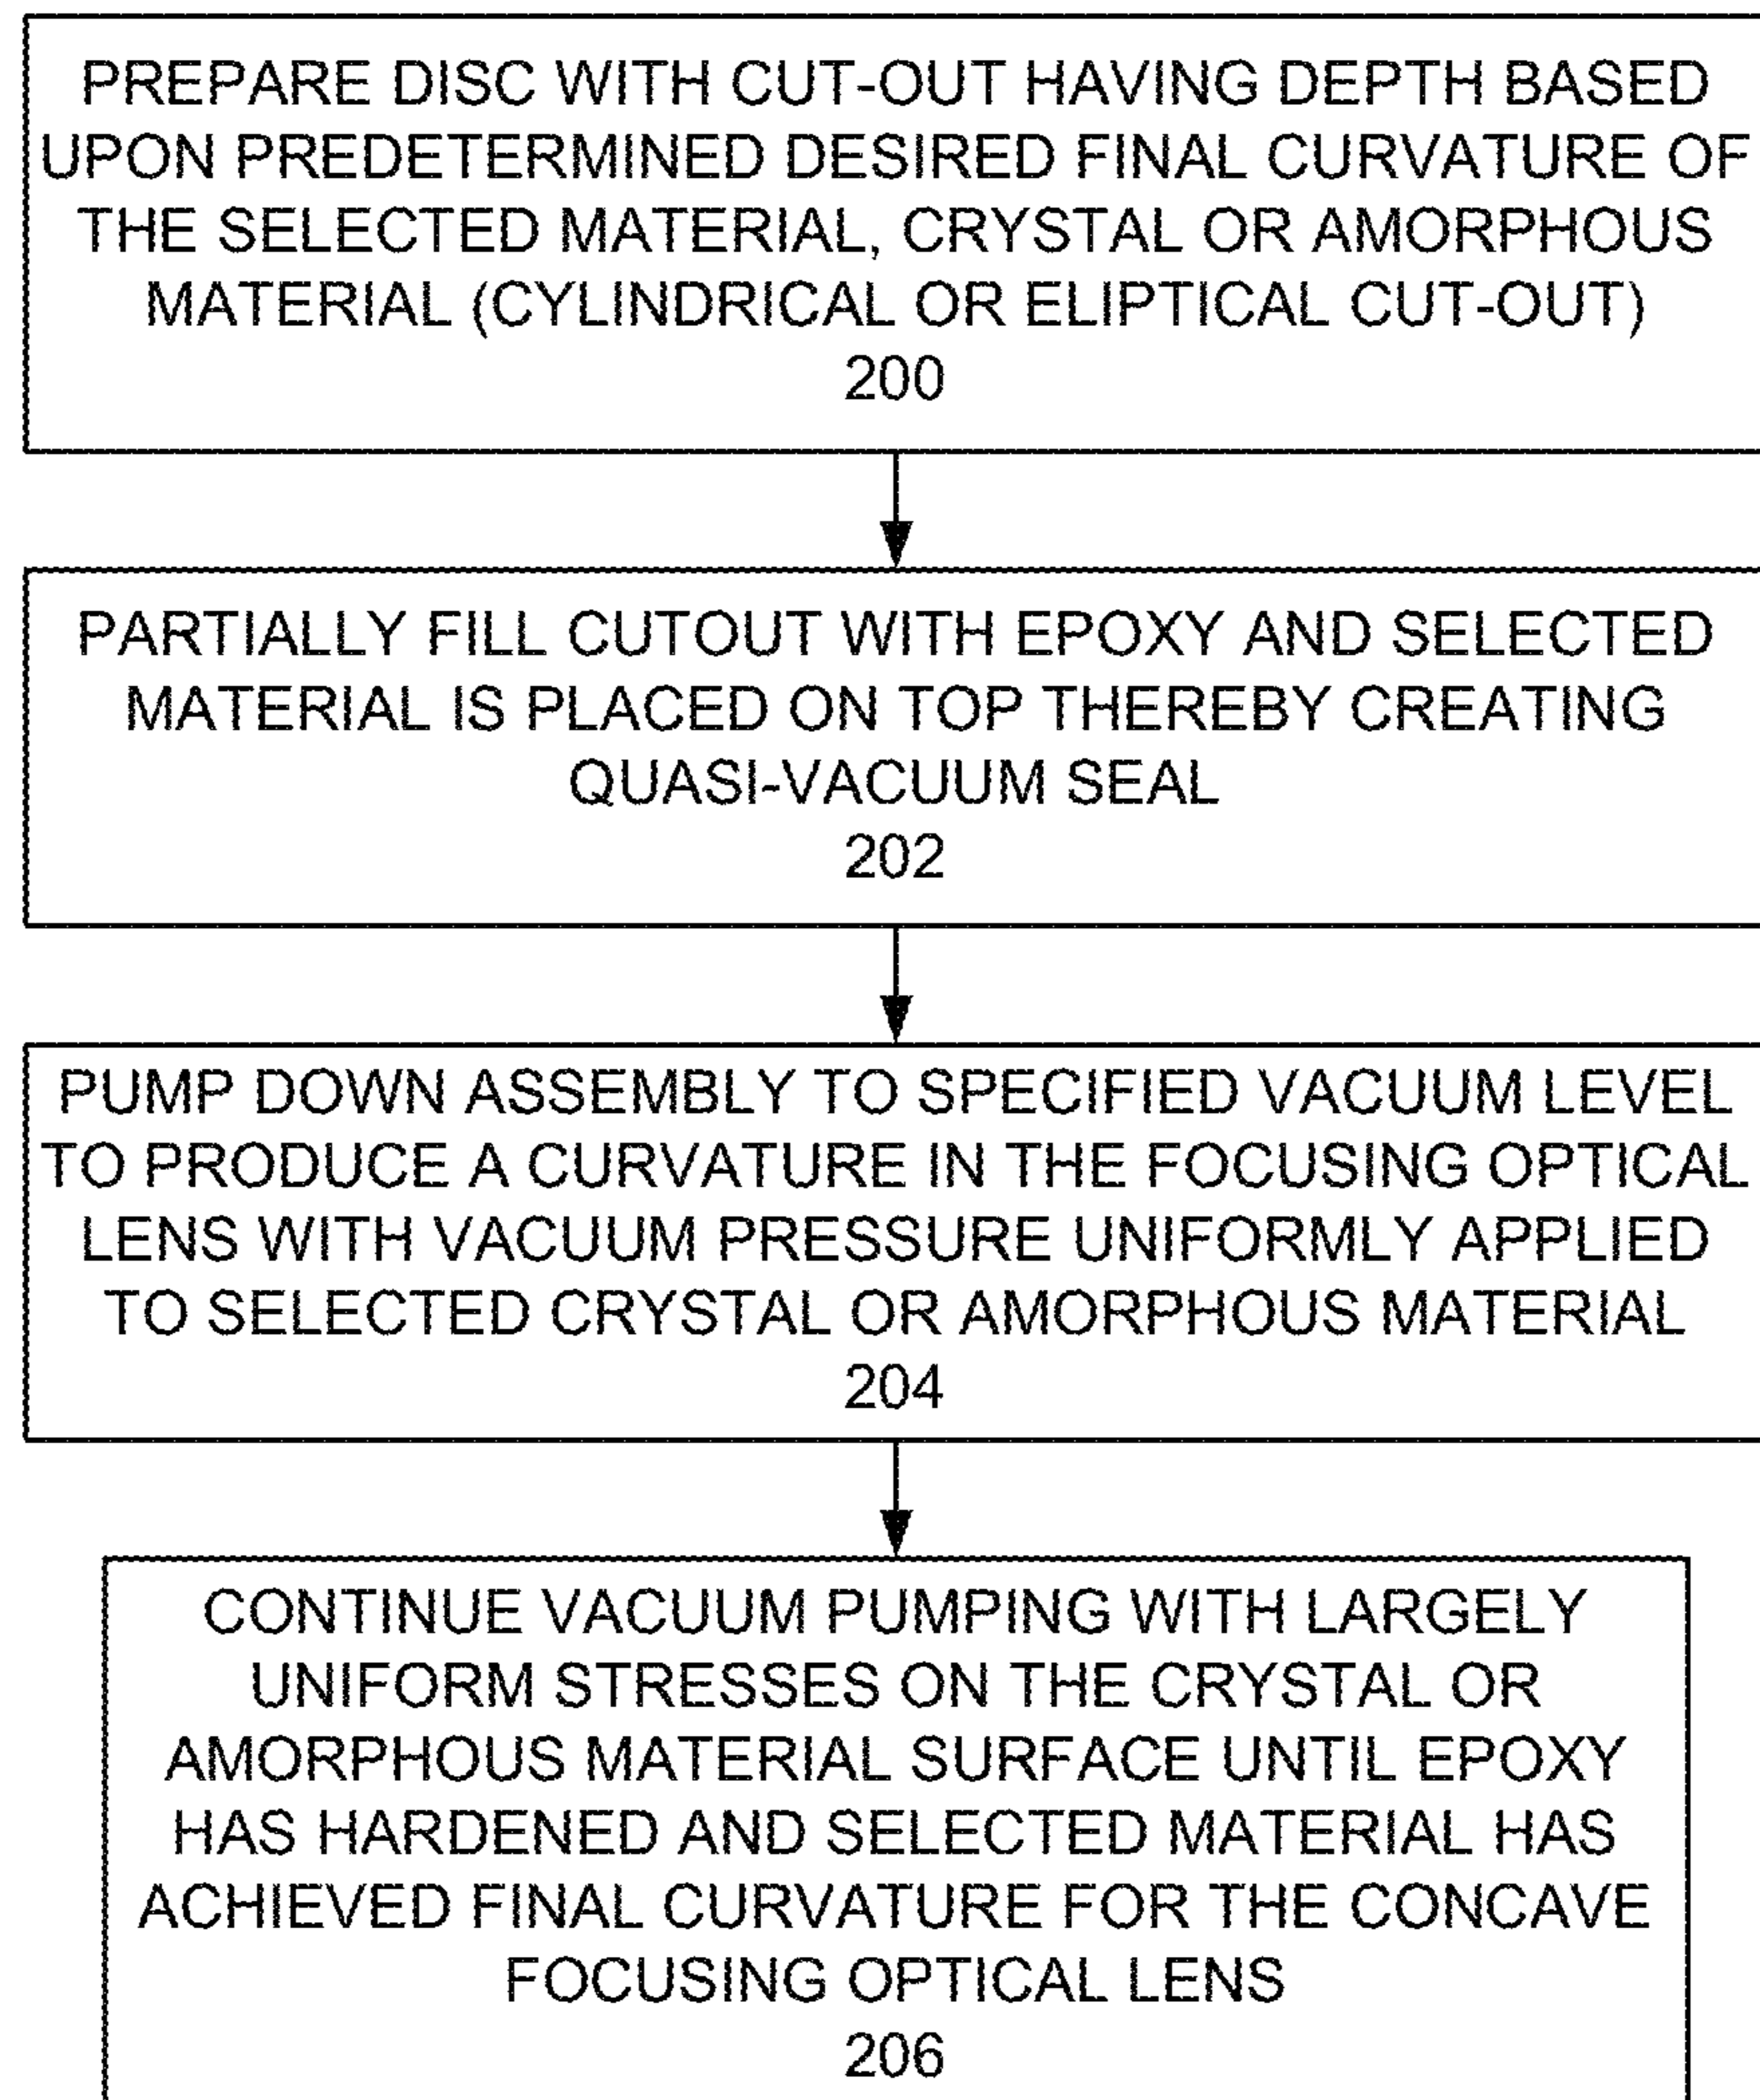 PREPARE DISC WITH CUT-OUT HAVING DEPTH BASED
UPON PREDETERMINED DESIRED FINAL CURVATURE OF
THE SELECTED MATERIAL, CRYSTAL OR AMORPHOUS
MATERIAL (CYLINDRICAL OR ELIPTICAL CUT-OUT)
200
PARTIALLY FILL CUTOUT WITH EPOXY AND SELECTED
MATERIAL IS PLACED ON TOP THEREBY CREATING
QUASI-VACUUM SEAL
202
PUMP DOWN ASSEMBLY TO SPECIFIED VACUUM LEVEL
TO PRODUCE A CURVATURE IN THE FOCUSING OPTICAL
LENS WITH VACUUM PRESSURE UNIFORMLY APPLIED
TO SELECTED CRYSTAL OR AMORPHOUS MATERIAL
204
CONTINUE VACUUM PUMPING WITH LARGELY
UNIFORM STRESSES ON THE CRYSTAL OR
AMORPHOUS MATERIAL SURFACE UNTIL EPOXY
HAS HARDENED AND SELECTED MATERIAL HAS
ACHIEVED FINAL CURVATURE FOR THE CONCAVE
FOCUSING OPTICAL LENS
206